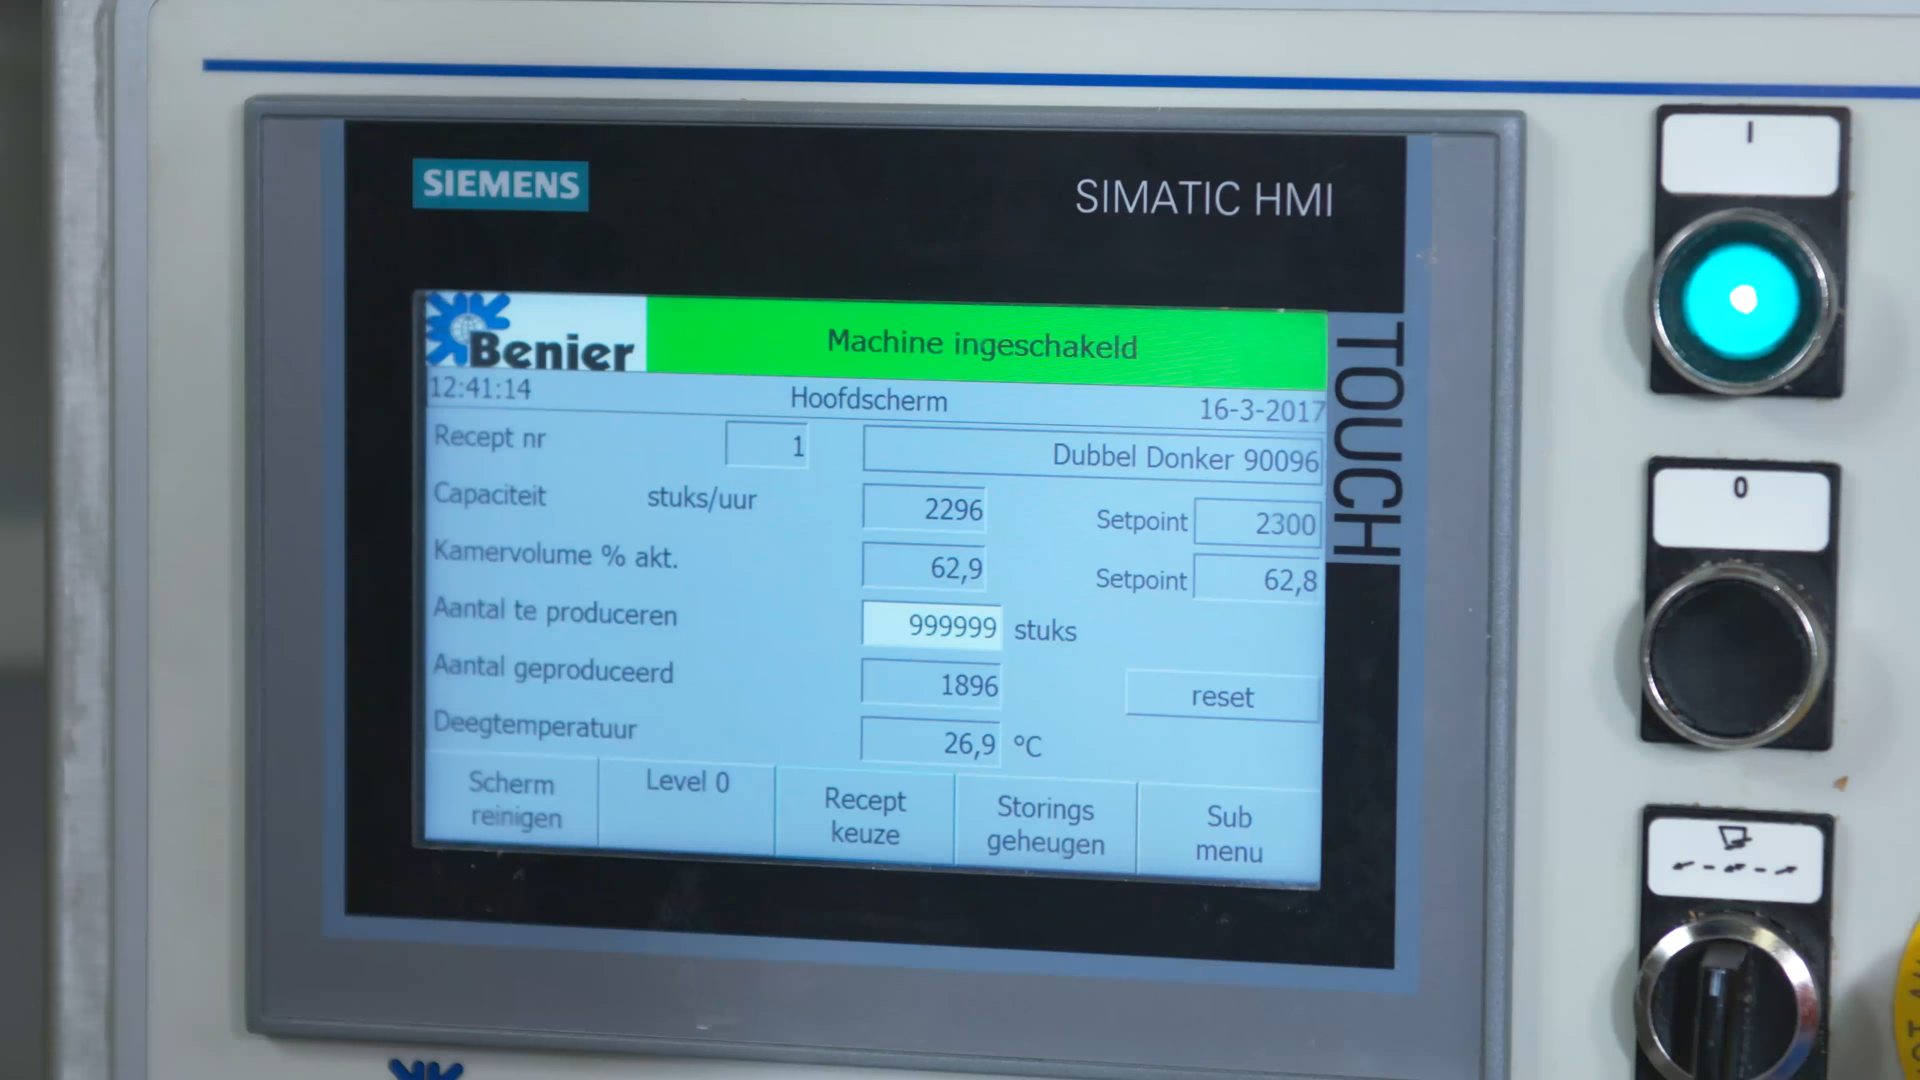 I
SIEMENS
SIMATIC HMI
TOUCH
Benier
Machine ingeschakeld
12:41:14 Hoofdscherm 16-3-2017
Recept nr 1 Dubbel Donker 90096
Capaciteit stuks/uur 2296 Setpoint 2300
Kamervolume % akt. 62,9 Setpoint 62,8
Aantal te produceren 999999 stuks
Aantal geproduceerd 1896 reset
Deegtemperatuur 26,9 °C
Scherm reinigen
Level 0
Recept keuze
Storings geheugen
Sub menu
0